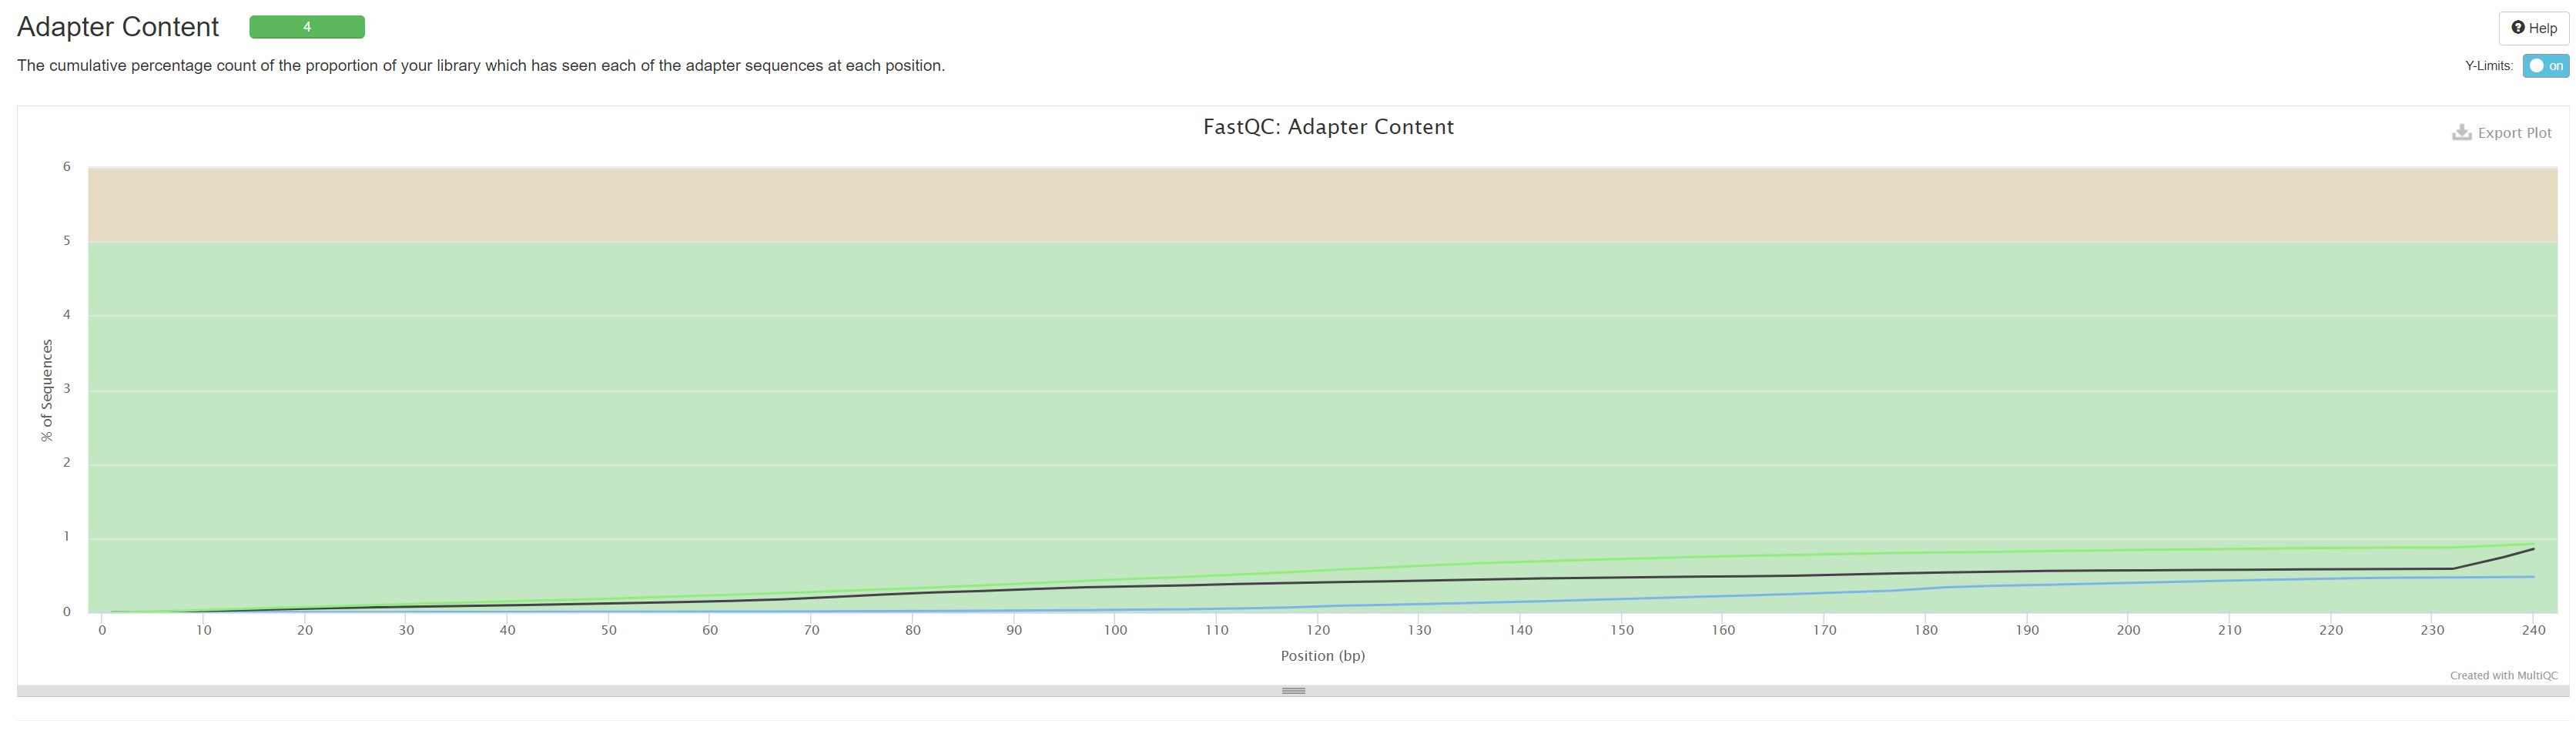 Adapter Content 4
Help
The cumulative percentage count of the proportion of your library which has seen each of the adapter sequences at each position.
Y-Limits: on
FastQC: Adapter Content
Export Plot
6
5
4
3
2
1
0
% of Sequences
0 10 20 30 40 50 60 70 80 90 100 110 120 130 140 150 160 170 180 190 200 210 220 230 240
Position (bp)
Created with MultiQC